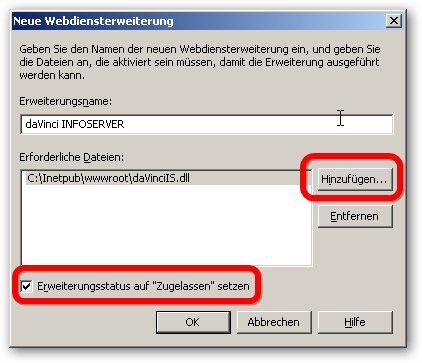 Neue Webdiensterweiterung
Geben Sie den Namen der neuen Webdiensterweiterung ein, und geben Sie
die Dateien an, die aktiviert sein müssen, damit die Erweiterung ausgeführt
werden kann.
Erweiterungsname:
daVinci INFOSERVER
Erforderliche Dateien:
C:\Inetpub\wwwroot\daVinciIS.dll
Hinzufügen...
Entfernen
Erweiterungsstatus auf "Zugelassen" setzen
OK Abbrechen Hilfe